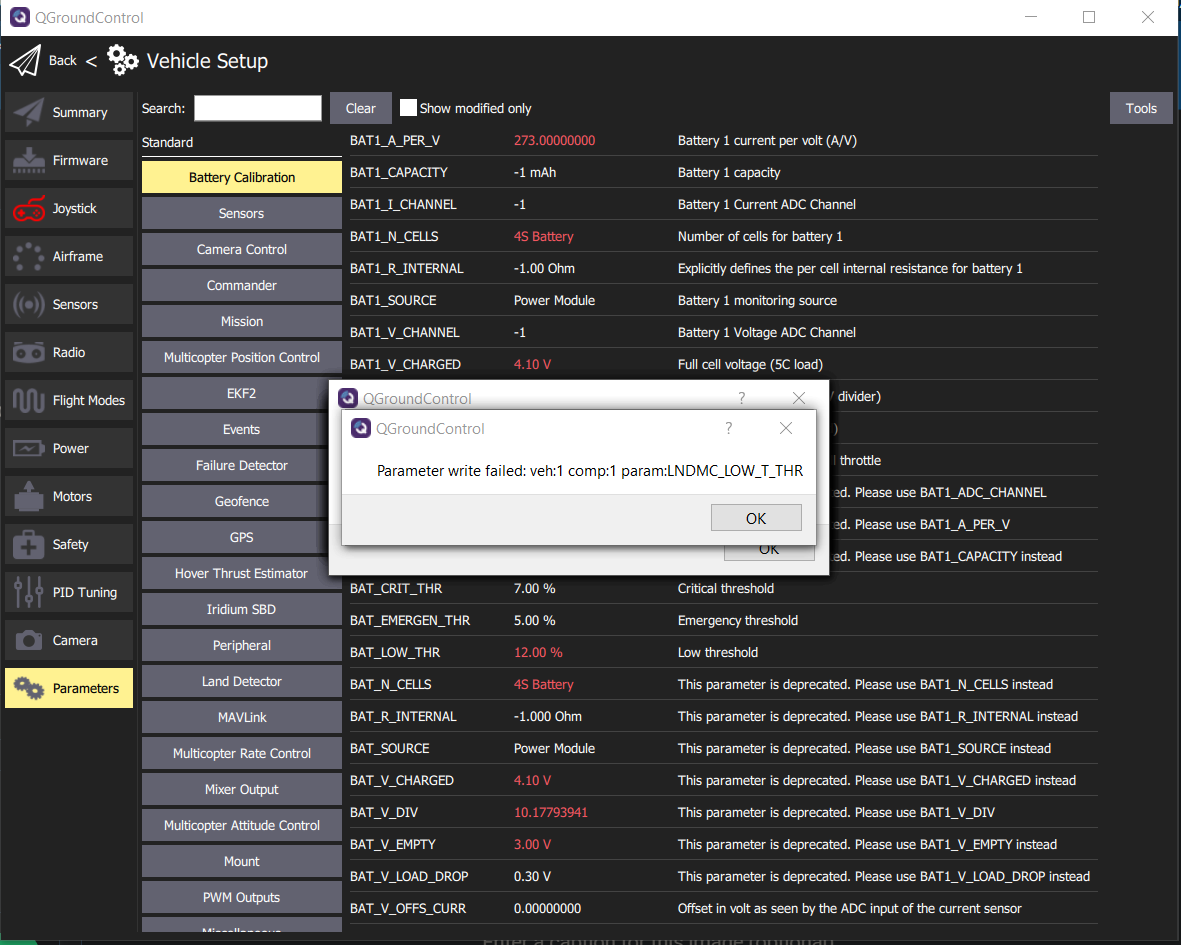 QGroundControl
Back < Vehicle Setup
Summary
Firmware
Joystick
Airframe
Sensors
Radio
Flight Modes
Power
Motors
Safety
PID Tuning
Camera
Parameters
Search: Clear Show modified only Tools
Standard
Battery Calibration
Sensors
Camera Control
Commander
Mission
Multicopter Position Control
EKF2
Events
Failure Detector
Geofence
GPS
Hover Thrust Estimator
Iridium SBD
Peripheral
Land Detector
MAVLink
Multicopter Rate Control
Mixer Output
Multicopter Attitude Control
Mount
PWM Outputs
Miscellaneous
BAT1_A_PER_V 273.00000000 Battery 1 current per volt (A/V)
BAT1_CAPACITY -1 mAh Battery 1 capacity
BAT1_I_CHANNEL -1 Battery 1 Current ADC Channel
BAT1_N_CELLS 4S Battery Number of cells for battery 1
BAT1_R_INTERNAL -1.00 Ohm Explicitly defines the per cell internal resistance for battery 1
BAT1_SOURCE Power Module Battery 1 monitoring source
BAT1_V_CHANNEL -1 Battery 1 Voltage ADC Channel
BAT1_V_CHARGED 4.10 V Full cell voltage (5C load)
divider)
)
throttle
ed. Please use BAT1_ADC_CHANNEL
ed. Please use BAT1_A_PER_V
ed. Please use BAT1_CAPACITY instead
QGroundControl ?
QGroundControl ?
Parameter write failed: veh:1 comp:1 param:LNDMC_LOW_T_THR
OK
OK
BAT_CRIT_THR 7.00 % Critical threshold
BAT_EMERGEN_THR 5.00 % Emergency threshold
BAT_LOW_THR 12.00 % Low threshold
BAT_N_CELLS 4S Battery This parameter is deprecated. Please use BAT1_N_CELLS instead
BAT_R_INTERNAL -1.000 Ohm This parameter is deprecated. Please use BAT1_R_INTERNAL instead
BAT_SOURCE Power Module This parameter is deprecated. Please use BAT1_SOURCE instead
BAT_V_CHARGED 4.10 V This parameter is deprecated. Please use BAT1_V_CHARGED instead
BAT_V_DIV 10.17793941 This parameter is deprecated. Please use BAT1_V_DIV
BAT_V_EMPTY 3.00 V This parameter is deprecated. Please use BAT1_V_EMPTY instead
BAT_V_LOAD_DROP 0.30 V This parameter is deprecated. Please use BAT1_V_LOAD_DROP instead
BAT_V_OFFS_CURR 0.00000000 Offset in volt as seen by the ADC input of the current sensor
Enter a caption for this image (optional)